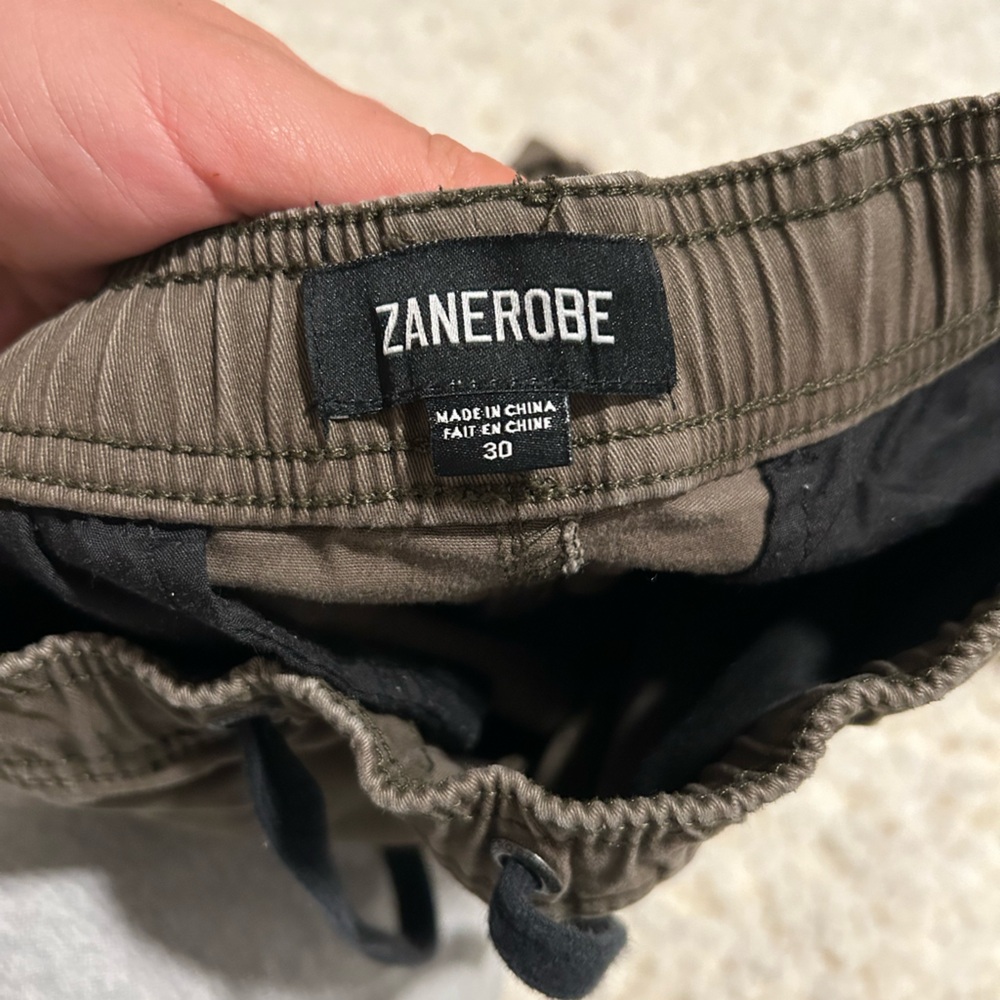 ZANEROBE
MADE IN CHINA
FAIT EN CHINE
30